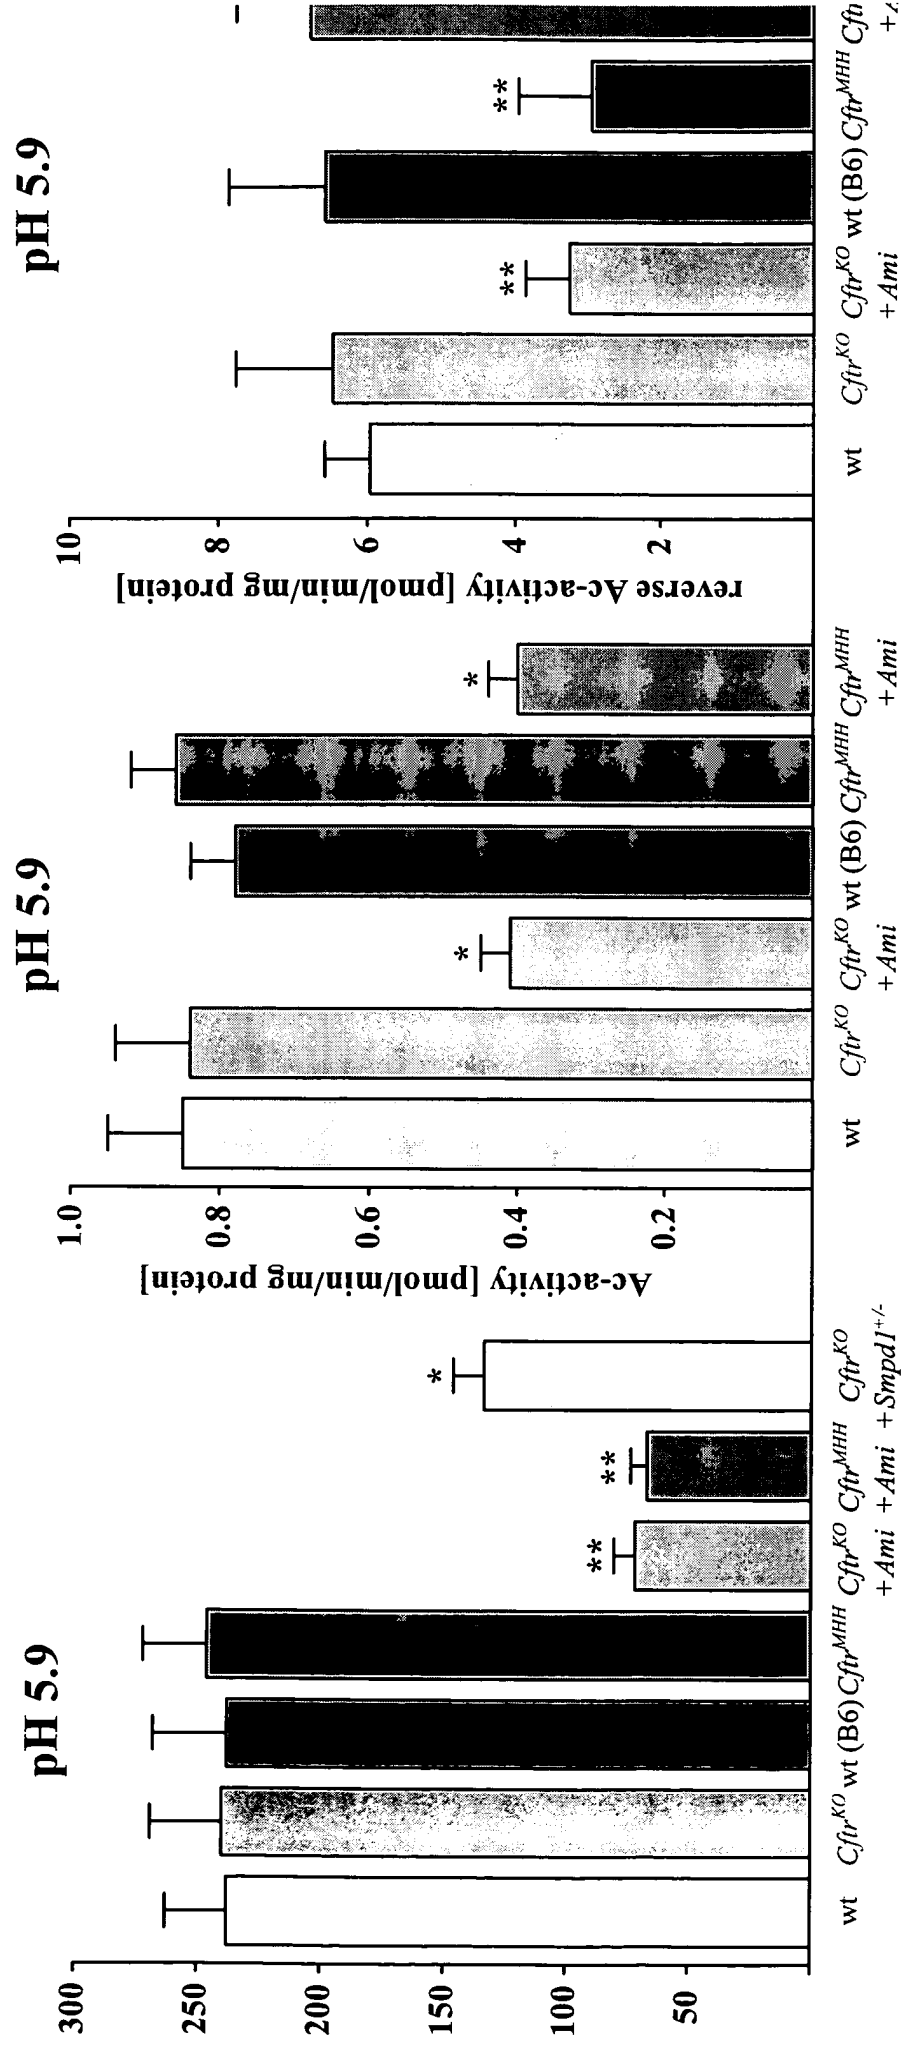 pH 5.9
300
250
200
150
100
50
** ** *
wt Cftr^KO wt (B6) Cftr^MHH Cftr^KO Cftr^MHH Cftr^KO
+Ami +Ami +Smpd1^+/-
pH 5.9
Ac-activity [pmol/min/mg protein]
1.0
0.8
0.6
0.4
0.2
* *
wt Cftr^KO Cftr^KO wt (B6) Cftr^MHH Cftr^MHH
+Ami +Ami
pH 5.9
reverse Ac-activity [pmol/min/mg protein]
10
8
6
4
2
** **
wt Cftr^KO Cftr^KO wt (B6) Cftr^MHH Cftr
+Ami